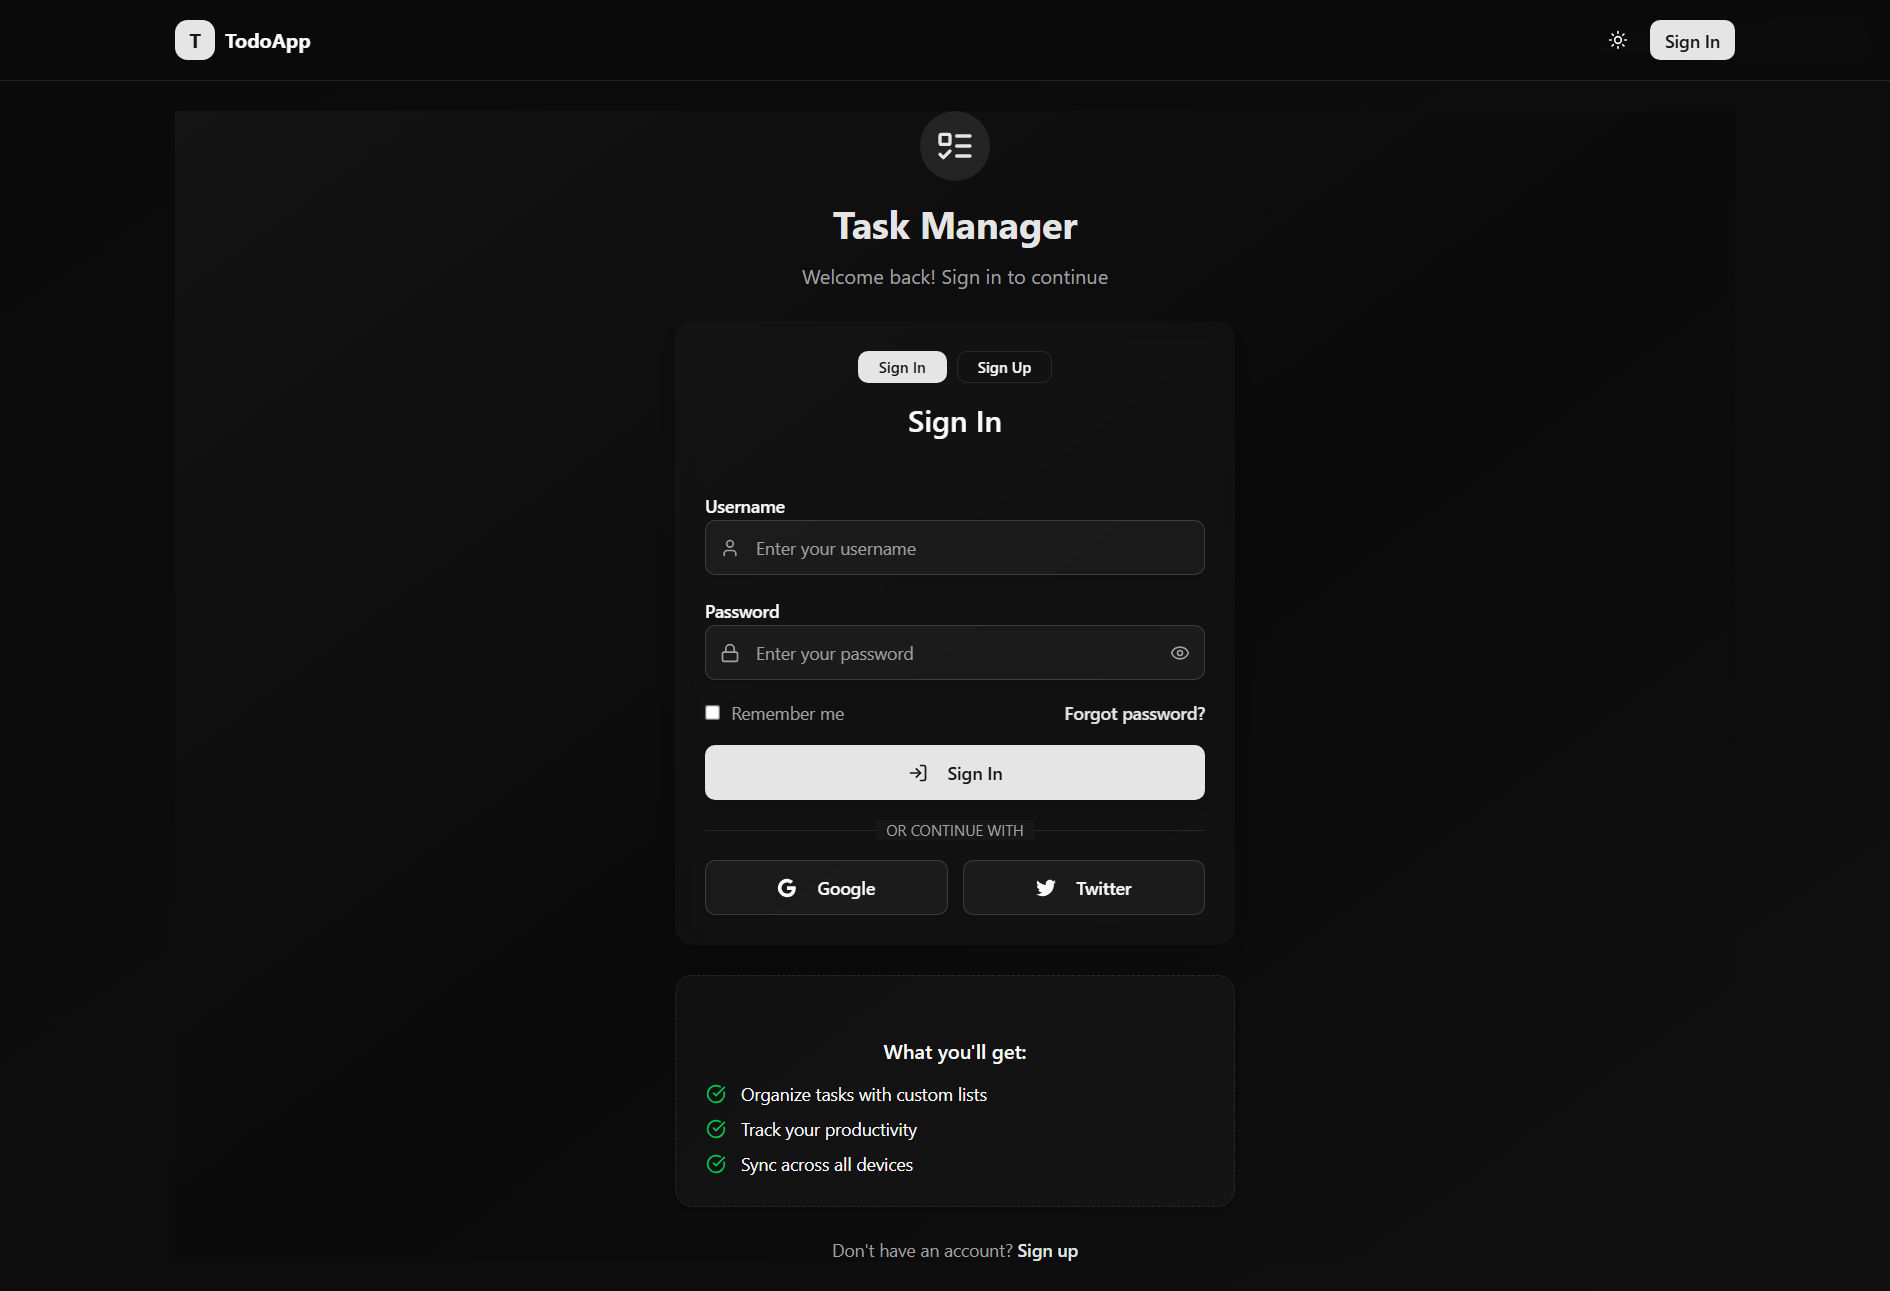 T TodoApp Sign In
Task Manager
Welcome back! Sign in to continue
Sign In Sign Up
Sign In
Username
Enter your username
Password
Enter your password
Remember me Forgot password?
Sign In
OR CONTINUE WITH
Google Twitter
What you'll get:
Organize tasks with custom lists
Track your productivity
Sync across all devices
Don't have an account? Sign up